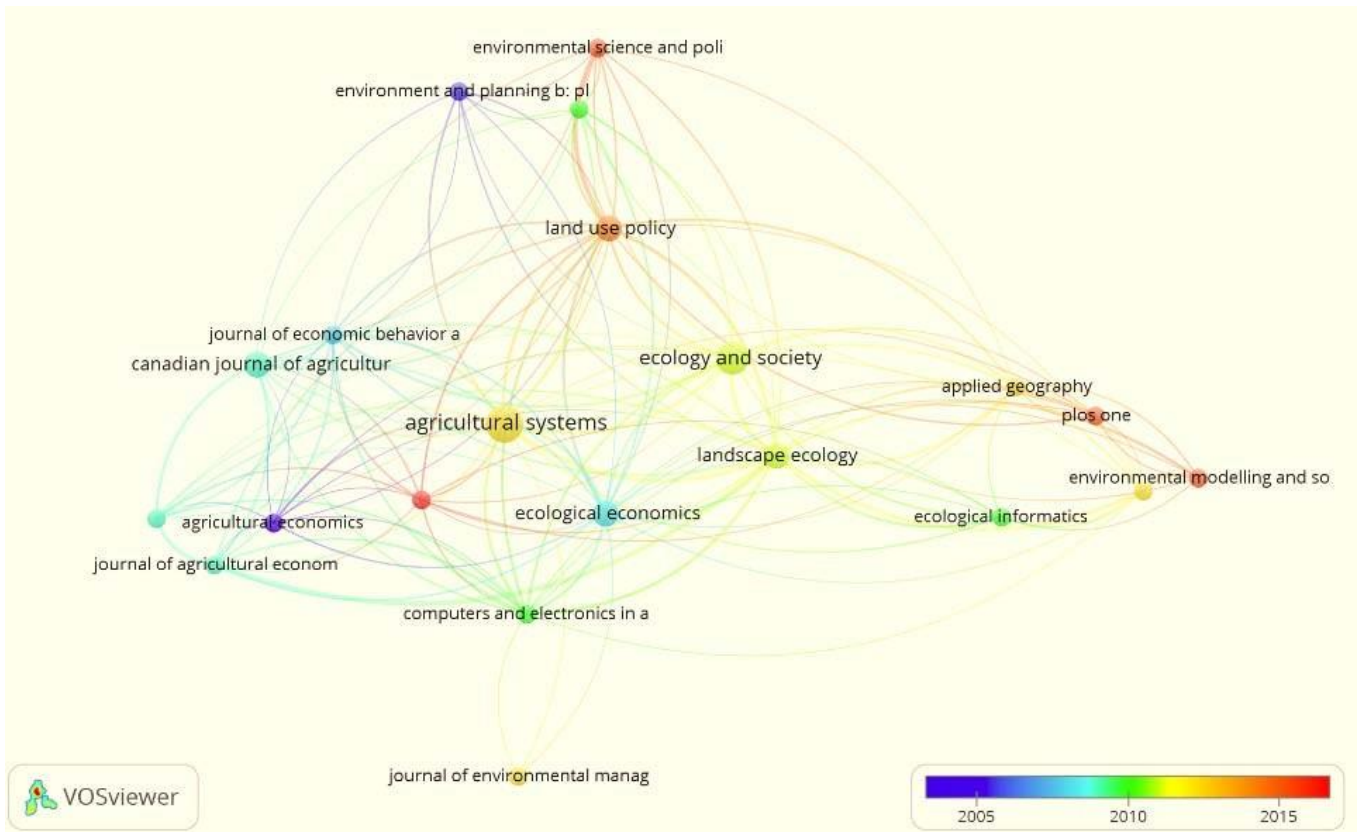 environmental science and poli
environment and planning b: pl
land use policy
journal of economic behavior a
canadian journal of agricultur
ecology and society
applied geography
plos one
agricultural systems
landscape ecology
environmental modelling and so
ecological economics
ecological informatics
agricultural economics
journal of agricultural econom
computers and electronics in a
journal of environmental manag
VOSviewer
2005 2010 2015